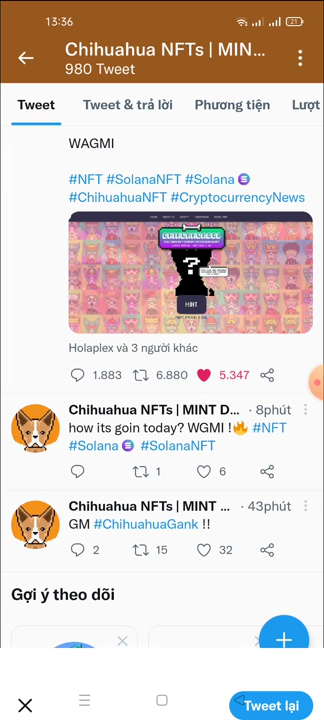 13:36
21
Chihuahua NFTs | MIN...
980 Tweet
Tweet
Tweet & trả lời
Phương tiện
Lượt
WAGMI
#NFT #SolanaNFT #Solana
#ChihuahuaNFT #CryptocurrencyNews
MINT
Holaplex và 3 người khác
1.883
6.880
5.347
Chihuahua NFTs | MINT D... · 8phút
how its goin today? WGMI !🔥 #NFT
#Solana #SolanaNFT
1
6
Chihuahua NFTs | MINT ... · 43phút
GM #ChihuahuaGank !!
2
15
32
Gợi ý theo dõi
Tweet lại